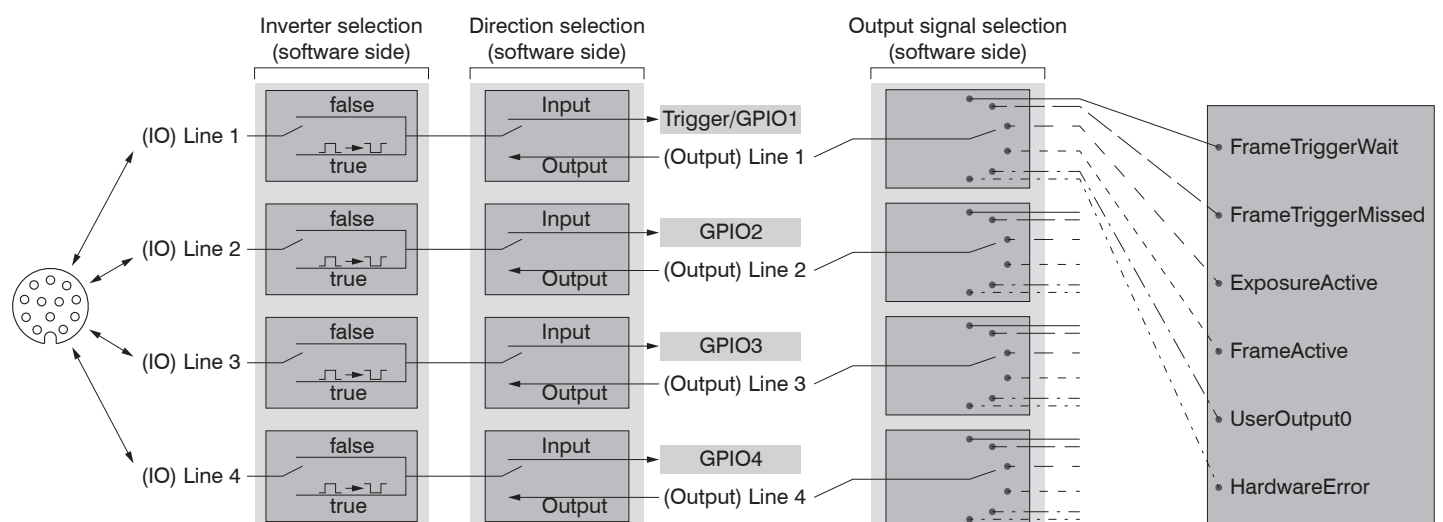 Inverter selection
(software side)
Direction selection
(software side)
Output signal selection
(software side)
false
true
Input
Output
(IO) Line 1
Trigger/GPIO1
(Output) Line 1
false
true
Input
Output
(IO) Line 2
GPIO2
(Output) Line 2
false
true
Input
Output
(IO) Line 3
GPIO3
(Output) Line 3
false
true
Input
Output
(IO) Line 4
GPIO4
(Output) Line 4
FrameTriggerWait
FrameTriggerMissed
ExposureActive
FrameActive
UserOutput0
HardwareError